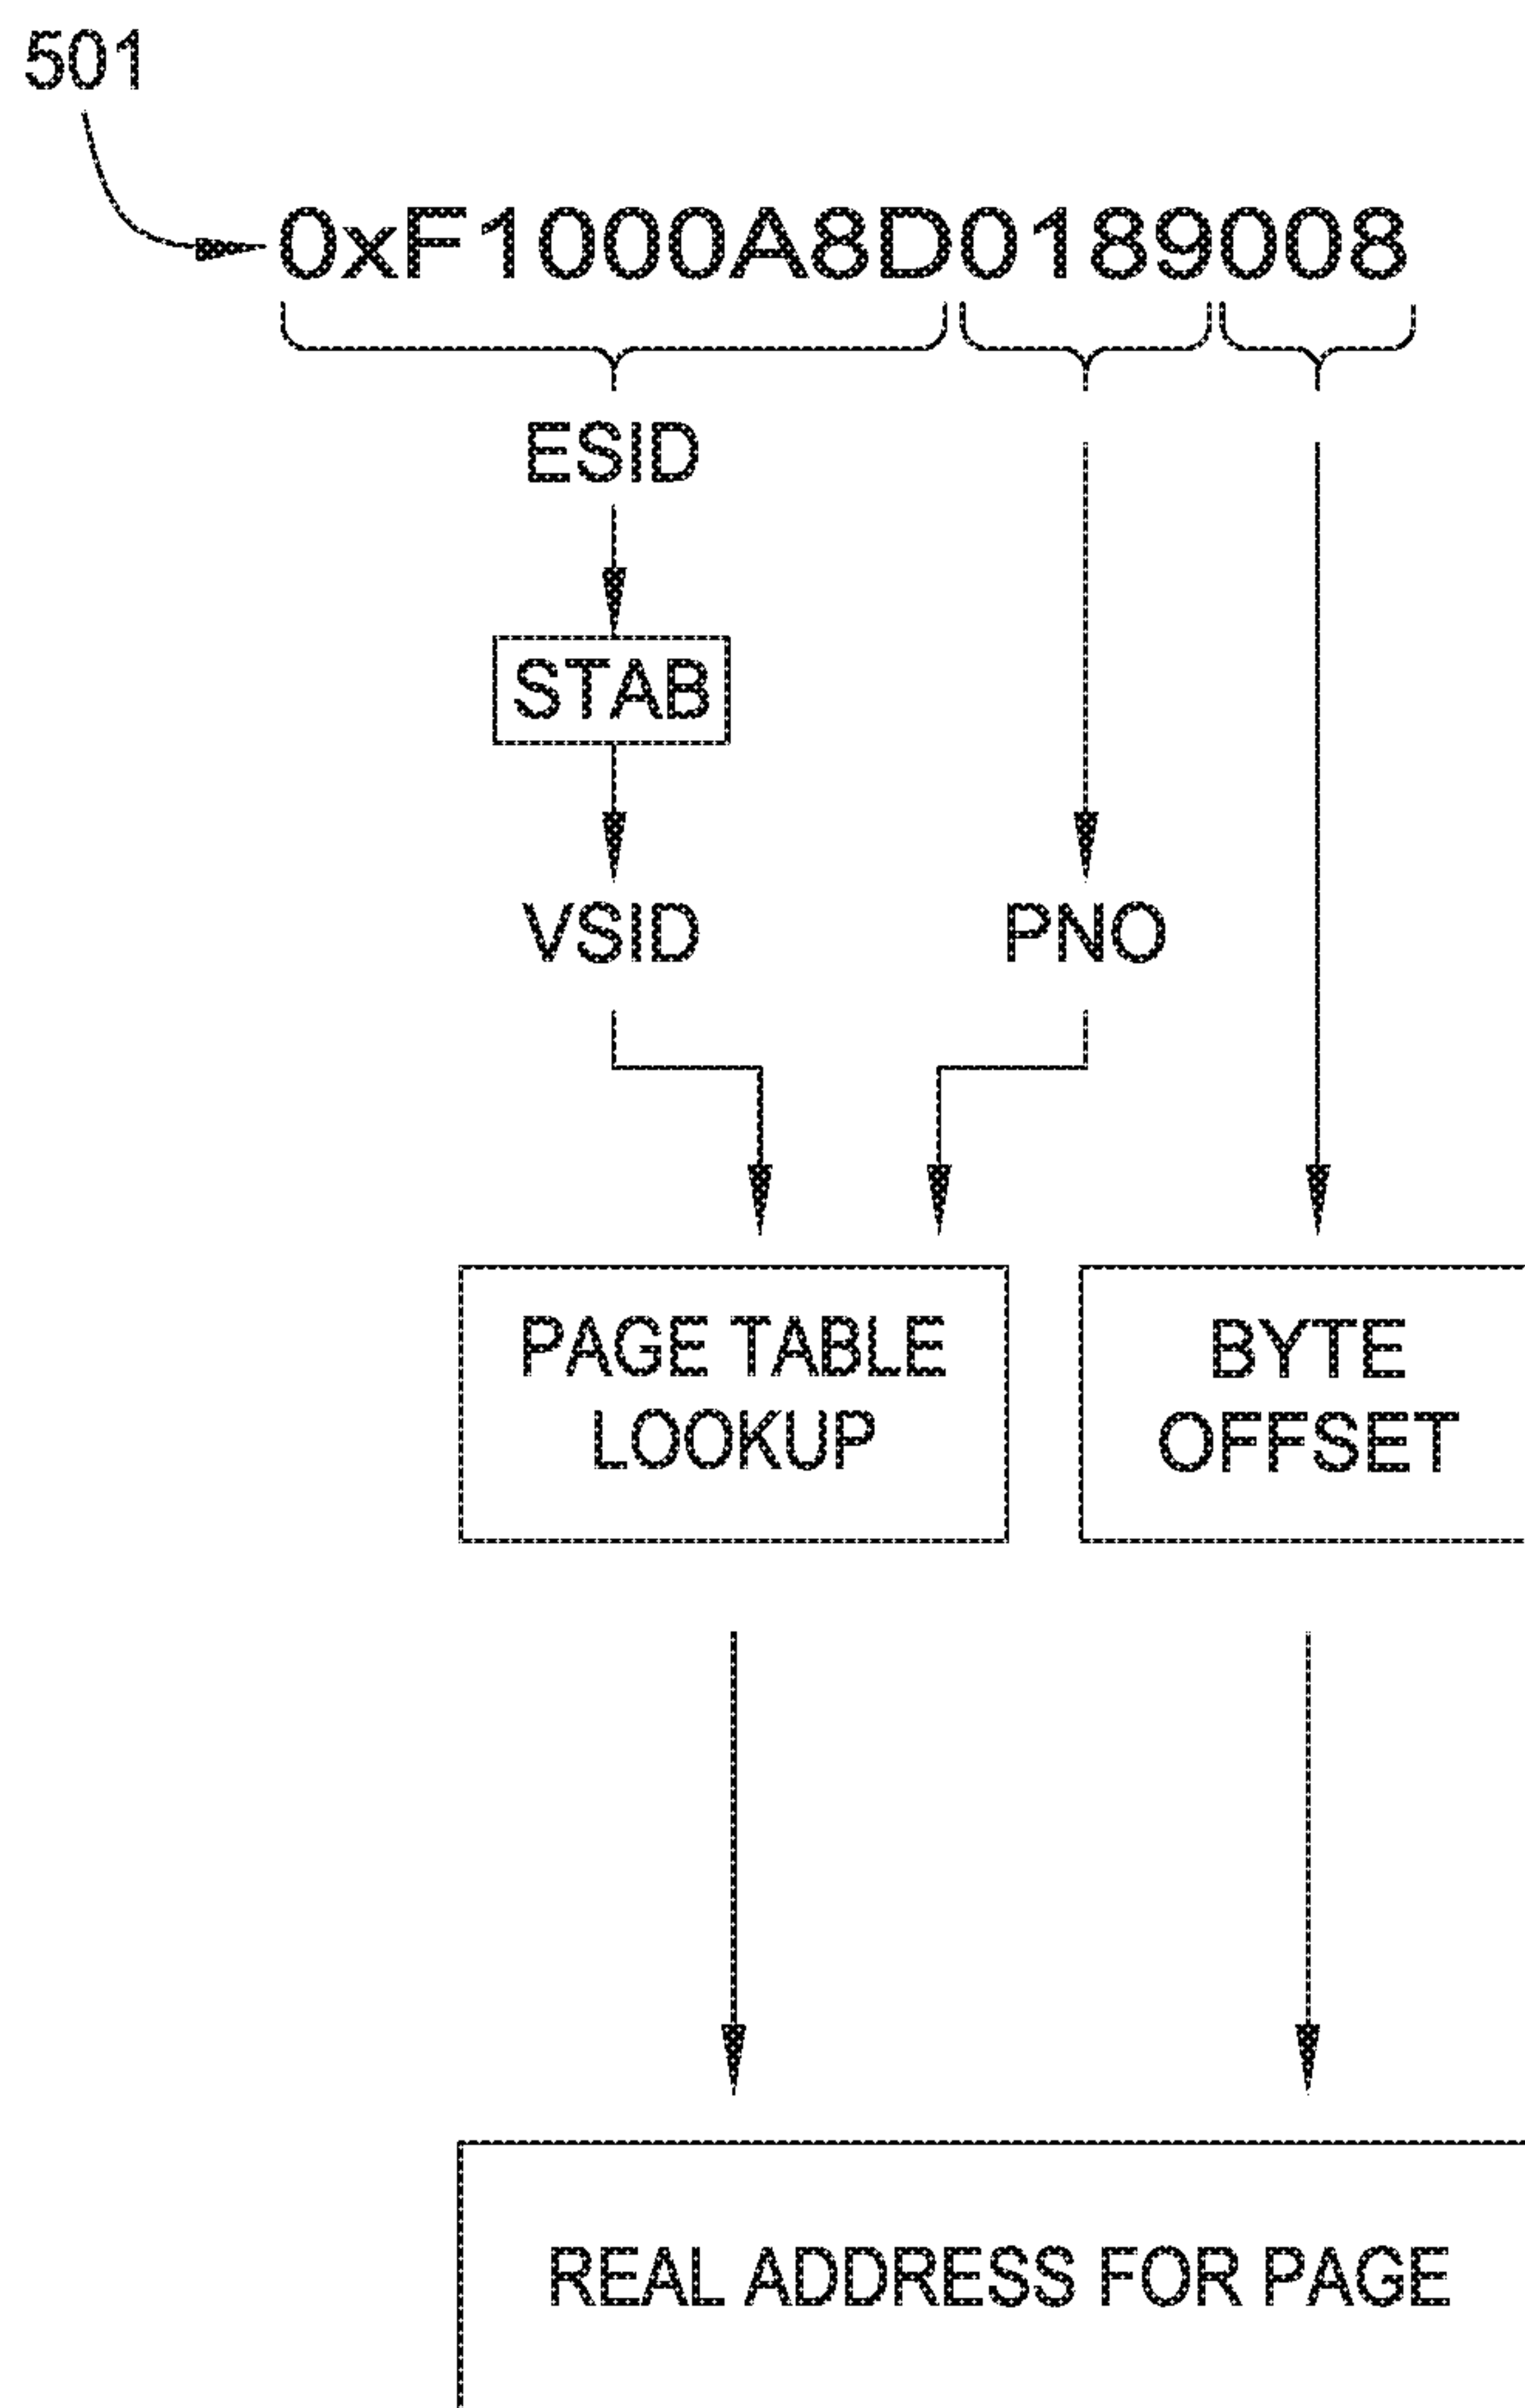 501
0xF1000A8D0189008
ESID
STAB
VSID PNO
PAGE TABLE
LOOKUP
BYTE
OFFSET
REAL ADDRESS FOR PAGE